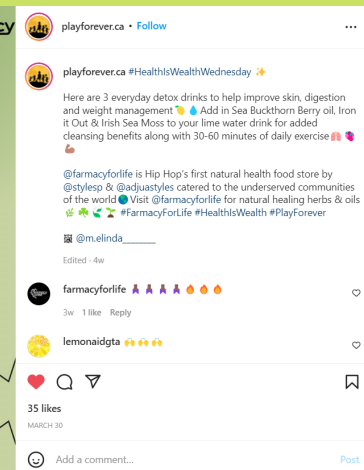 cy
playforever.ca • Follow
playforever.ca #HealthIsWealthWednesday ✨
Here are 3 everyday detox drinks to help improve skin, digestion
and weight management🍋💧Add in Sea Buckthorn Berry oil, Iron
it Out & Irish Sea Moss to your lime water drink for added
cleansing benefits along with 30-60 minutes of daily exercise🫁🫀
💪🏽
@farmacyforlife is Hip Hop's first natural health food store by
@stylesp & @adjuastyles catered to the underserved communities
of the world🌎Visit @farmacyforlife for natural healing herbs & oils
🌿☘️🍃🌱 #FarmacyForLife #HealthIsWealth #PlayForever
📷 @m.elinda_______
Edited · 4w
farmacyforlife 🙏🏾🙏🏾🙏🏾🙏🏾🔥🔥🔥
3w 1 like Reply
lemonaidgta 🙌🙌🙌
35 likes
MARCH 30
Add a comment...
Post